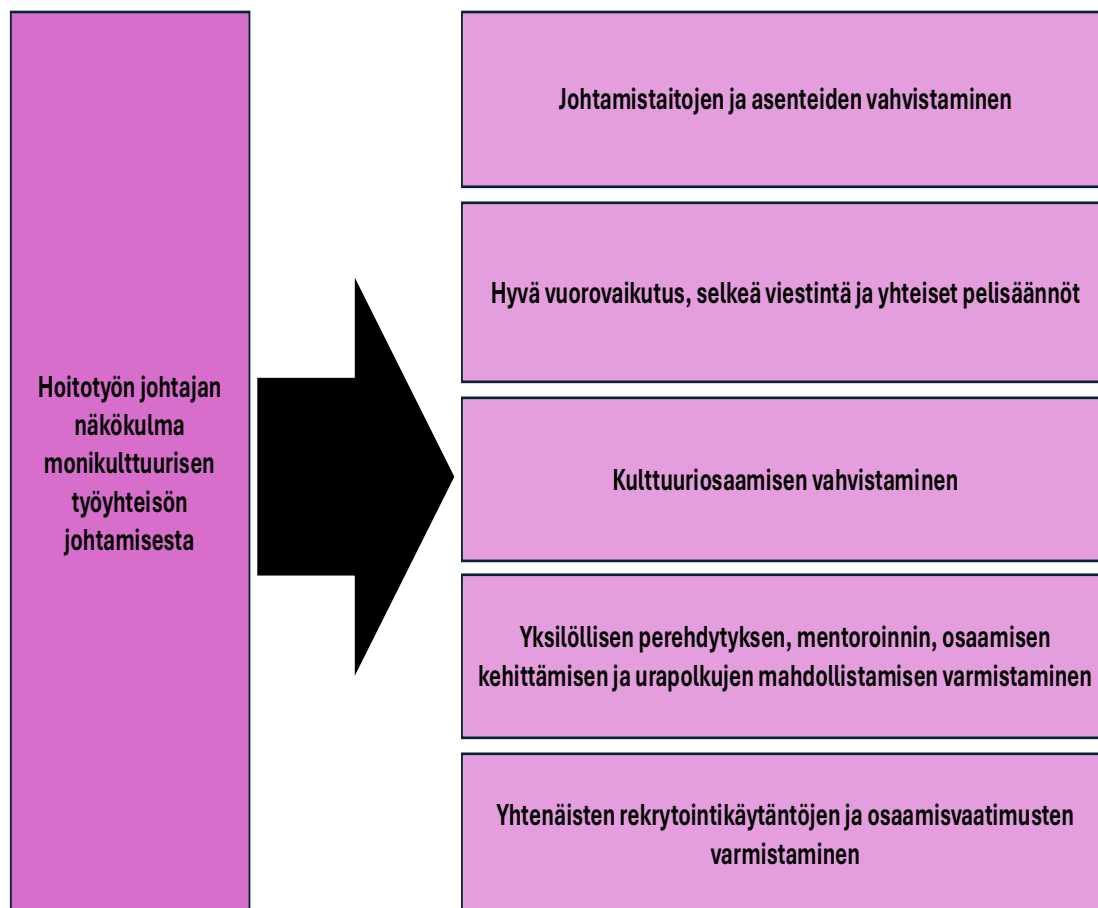 Hoitotyön johtajan
näkökulma
monikulttuurisen
työyhteisön
johtamisesta
Johtamistaitojen ja asenteiden vahvistaminen
Hyvä vuorovaikutus, selkeä viestintä ja yhteiset pelisäännöt
Kulttuuriosaamisen vahvistaminen
Yksilöllisen perehdytyksen, mentoroinnin, osaamisen
kehittämisen ja urapolkujen mahdollistamisen varmistaminen
Yhtenäisten rekrytointikäytäntöjen ja osaamisvaatimusten
varmistaminen